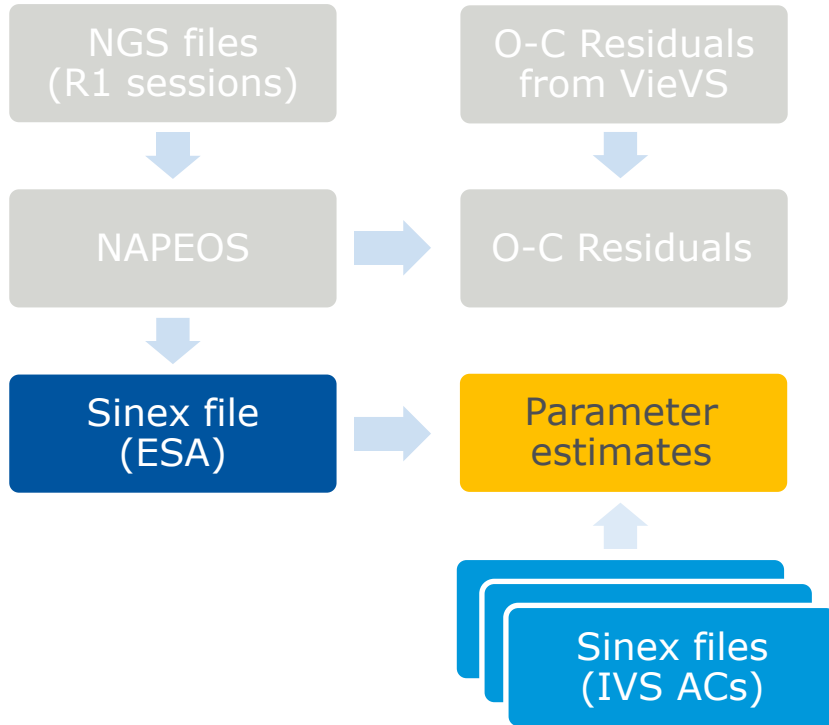 NGS files
(R1 sessions)
O-C Residuals
from VieVS
NAPEOS
O-C Residuals
Sinex file
(ESA)
Parameter
estimates
Sinex files
(IVS ACs)